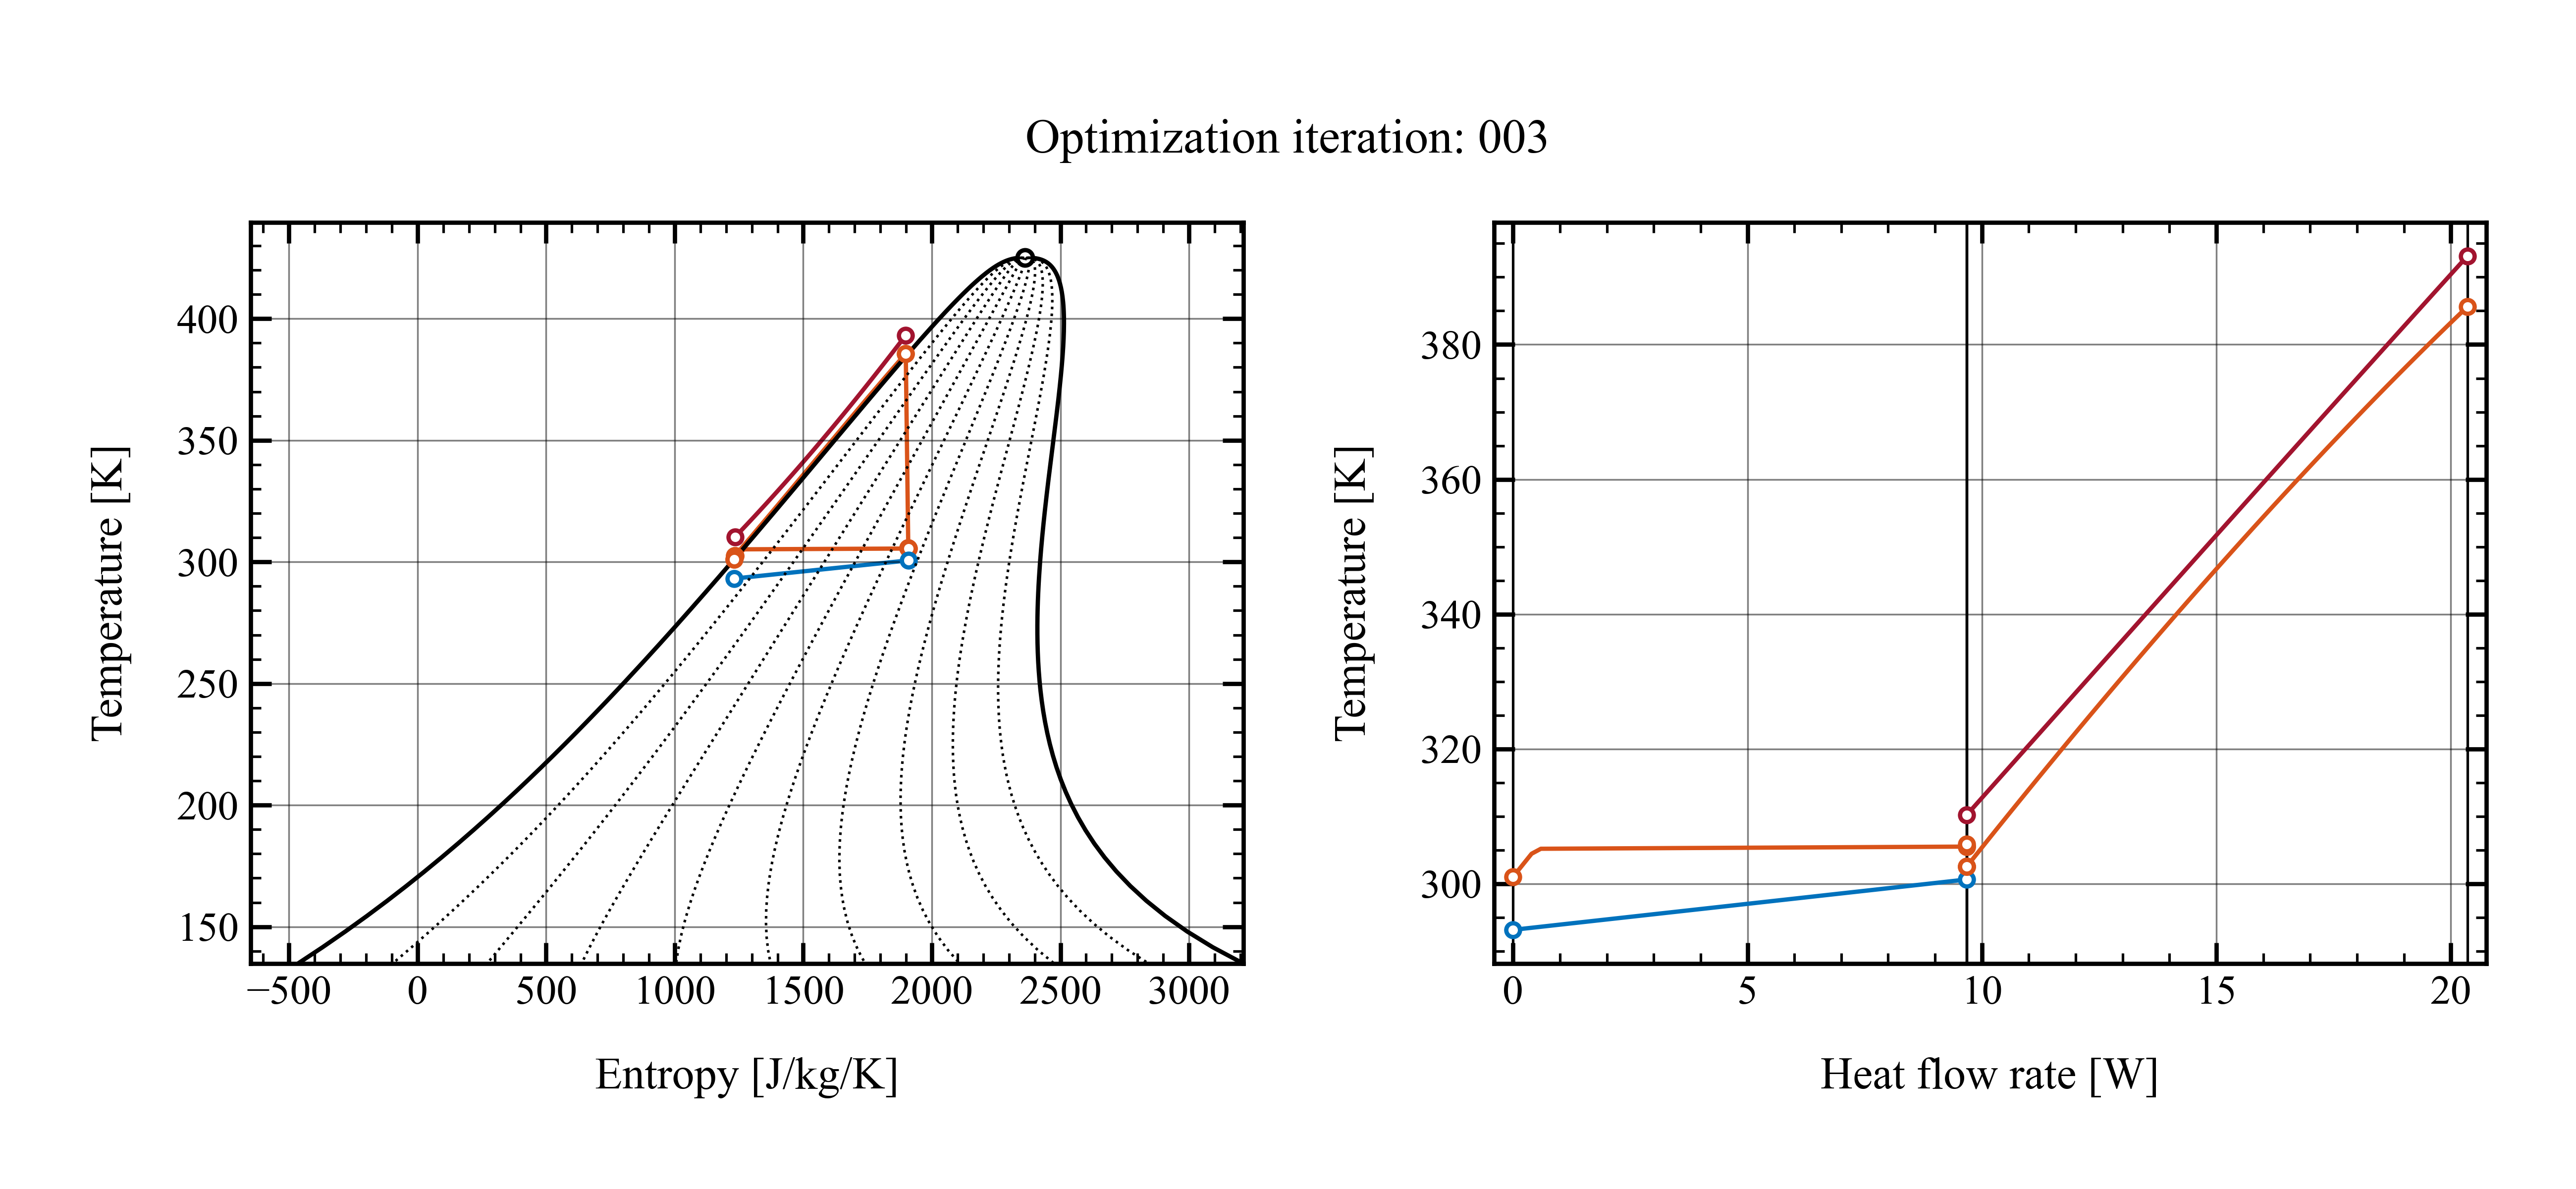 Optimization iteration: 003
Temperature [K]
400
350
300
250
200
150
−500 0 500 1000 1500 2000 2500 3000
Entropy [J/kg/K]
Temperature [K]
380
360
340
320
300
0 5 10 15 20
Heat flow rate [W]